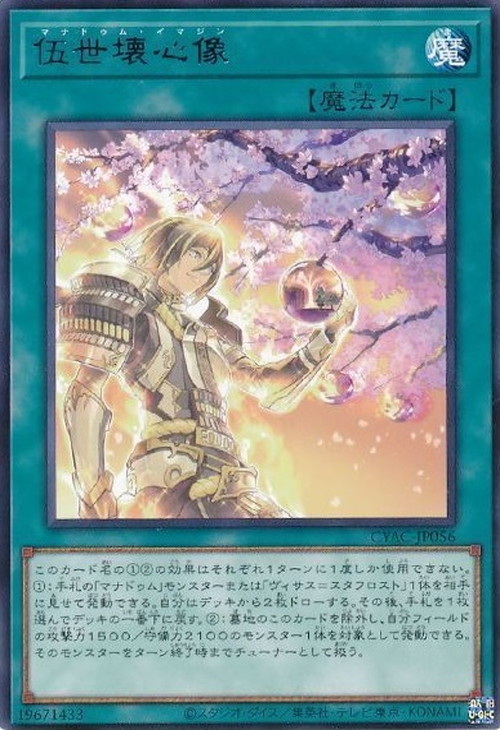 マナドゥム・イマジン
伍世壊心像
魔
【魔法カード】
CYAC-JP056
このカード名の①②の効果はそれぞれ1ターンに1度しか使用できない。
①：手札の「マナドゥム」モンスターまたは「ヴィサス＝スタフロスト」1体を相手
に見せて発動できる。自分はデッキから2枚ドローする。その後、手札を1枚
選んでデッキの一番下に戻す。②：墓地のこのカードを除外し、自分フィールド
の攻撃力1500／守備力2100のモンスター1体を対象として発動できる。
そのモンスターをターン終了時までチューナーとして扱う。
19671433
©スタジオ・ダイス／集英社・テレビ東京・KONAMI